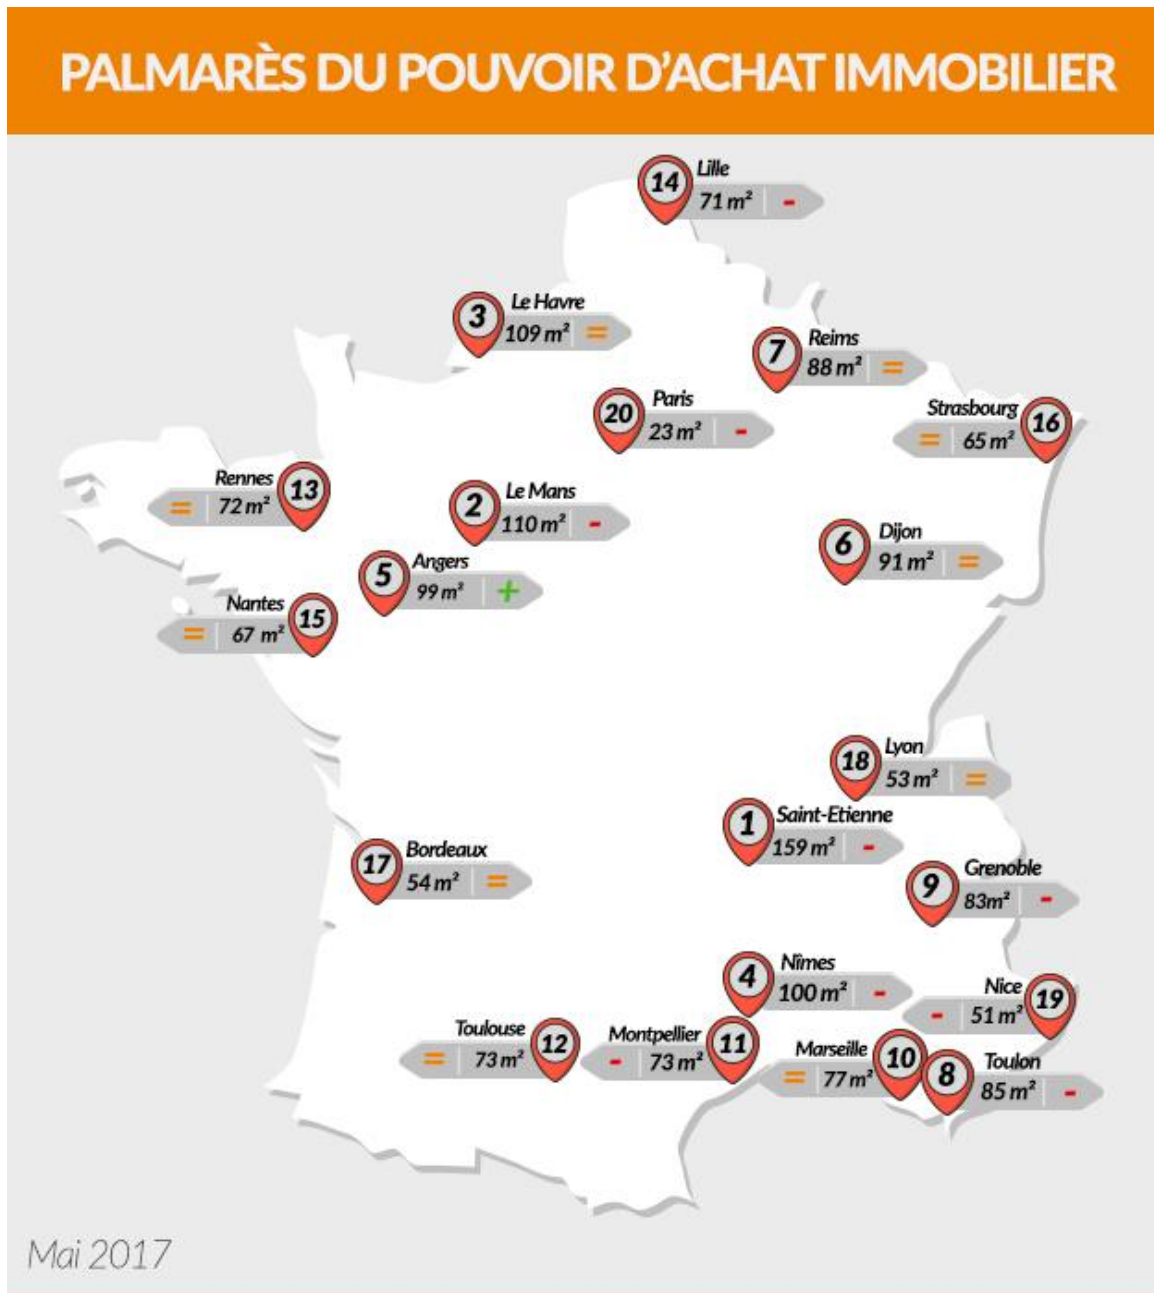 PALMARÈS DU POUVOIR D'ACHAT IMMOBILIER
14
Lille
71 m² -
3
Le Havre
109 m² =
7
Reims
88 m² =
20
Paris
23 m² -
Strasbourg
= 65 m²
16
Rennes
= 72 m²
13
2
Le Mans
110 m² -
6
Dijon
91 m² =
5
Angers
99 m² +
Nantes
= 67 m²
15
18
Lyon
53 m² =
1
Saint-Etienne
159 m² -
17
Bordeaux
54 m² =
9
Grenoble
83m² -
4
Nîmes
100 m² -
Nice
- 51 m²
19
Toulouse
= 73 m²
12
Montpellier
- 73 m²
11
Marseille
= 77 m²
10
8
Toulon
85 m² -
Mai 2017